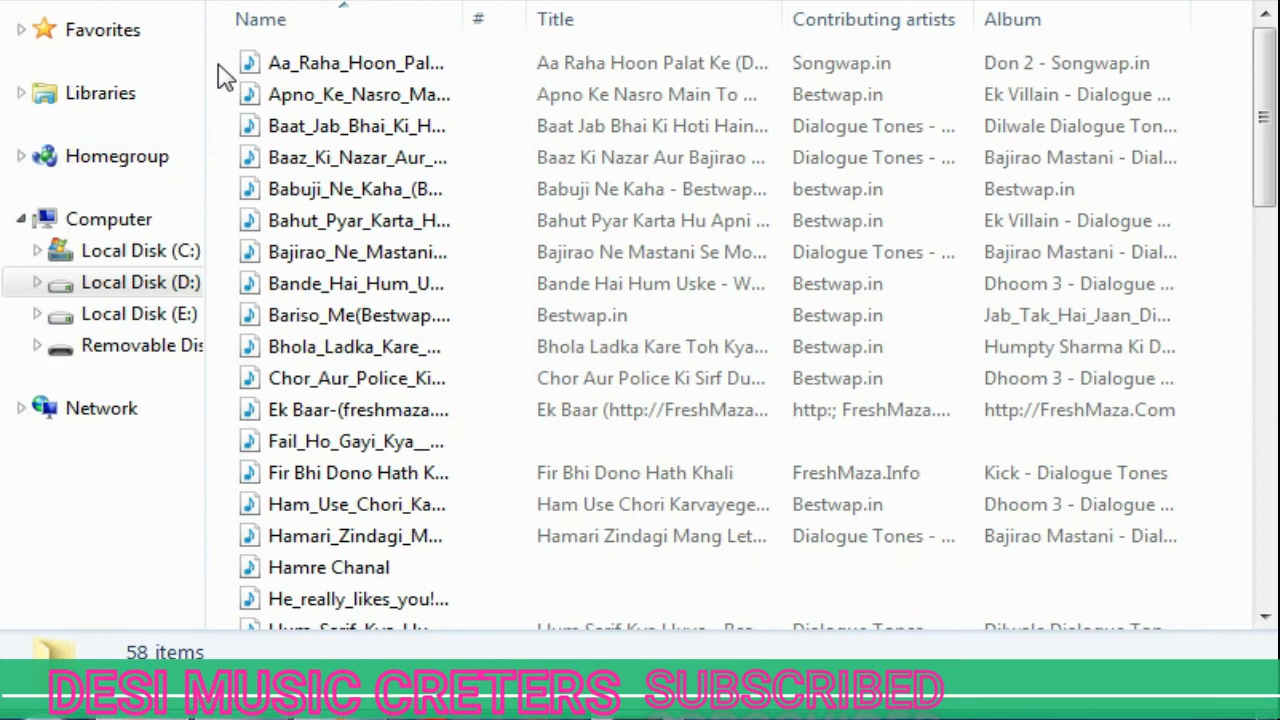 Name # Title Contributing artists Album
Favorites
Libraries
Homegroup
Computer
Local Disk (C:)
Local Disk (D:)
Local Disk (E:)
Removable Dis
Network
Aa_Raha_Hoon_Pal... Aa Raha Hoon Palat Ke (D... Songwap.in Don 2 - Songwap.in
Apno_Ke_Nasro_Ma... Apno Ke Nasro Main To ... Bestwap.in Ek Villain - Dialogue ...
Baat_Jab_Bhai_Ki_H... Baat Jab Bhai Ki Hoti Hain... Dialogue Tones - ... Dilwale Dialogue Ton...
Baaz_Ki_Nazar_Aur_... Baaz Ki Nazar Aur Bajirao ... Dialogue Tones - ... Bajirao Mastani - Dial...
Babuji_Ne_Kaha_(B... Babuji Ne Kaha - Bestwap... bestwap.in Bestwap.in
Bahut_Pyar_Karta_H... Bahut Pyar Karta Hu Apni ... Bestwap.in Ek Villain - Dialogue ...
Bajirao_Ne_Mastani... Bajirao Ne Mastani Se Mo... Dialogue Tones - ... Bajirao Mastani - Dial...
Bande_Hai_Hum_U... Bande Hai Hum Uske - W... Bestwap.in Dhoom 3 - Dialogue ...
Bariso_Me(Bestwap.... Bestwap.in Bestwap.in Jab_Tak_Hai_Jaan_Di...
Bhola_Ladka_Kare_... Bhola Ladka Kare Toh Kya... Bestwap.in Humpty Sharma Ki D...
Chor_Aur_Police_Ki... Chor Aur Police Ki Sirf Du... Bestwap.in Dhoom 3 - Dialogue ...
Ek Baar-(freshmaza.... Ek Baar (http://FreshMaza... http:; FreshMaza.... http://FreshMaza.Com
Fail_Ho_Gayi_Kya__...
Fir Bhi Dono Hath K... Fir Bhi Dono Hath Khali FreshMaza.Info Kick - Dialogue Tones
Ham_Use_Chori_Ka... Ham Use Chori Karvayege... Bestwap.in Dhoom 3 - Dialogue ...
Hamari_Zindagi_M... Hamari Zindagi Mang Let... Dialogue Tones - ... Bajirao Mastani - Dial...
Hamre Chanal
He_really_likes_you!...
58 items
DESI MUSIC CRETERS SUBSCRIBED